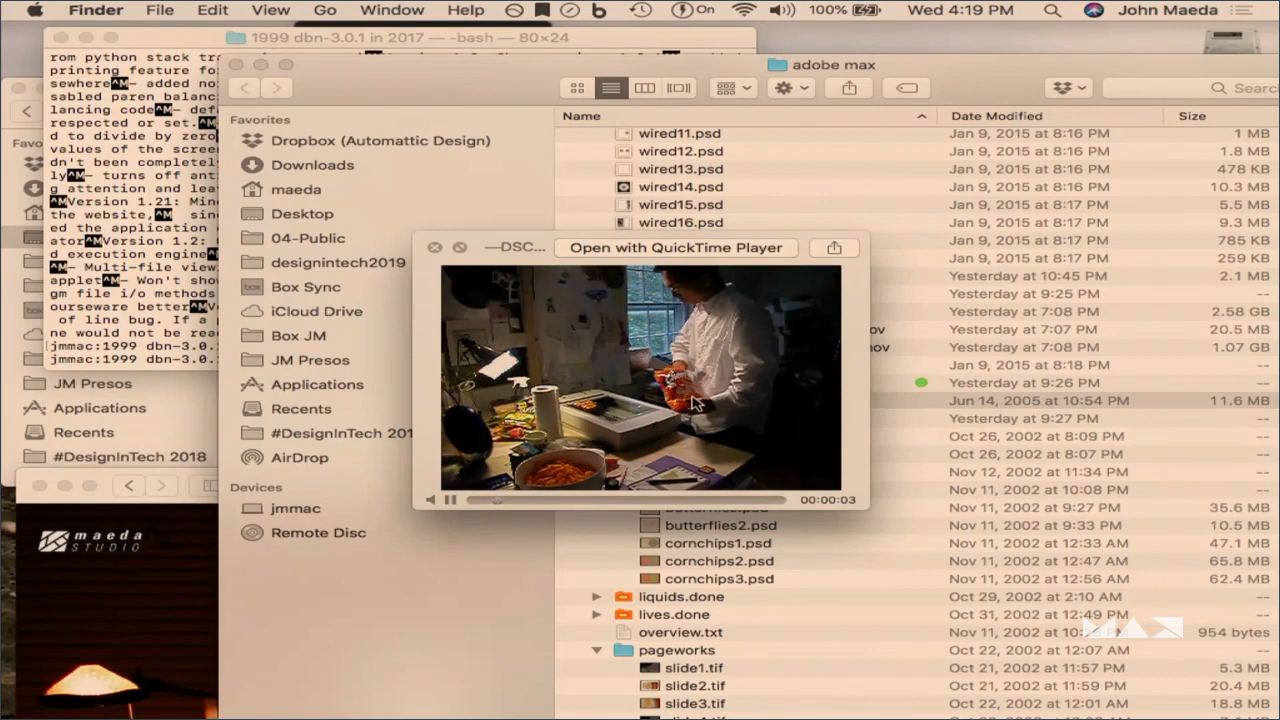 Finder File Edit View Go Window Help On 100% Wed 4:19 PM John Maeda
1999 dbn-3.0.1 in 2017 — -bash — 80×24
rom python stack tra
printing feature fo
sewhere^M- added no
sabled paren balanc
lancing code^M- def
respected or set.^M
d to divide by zero
values of the scree
dn't been completel
ly^M- turns off ant
g attention and lea
^MVersion 1.21: Min
the website,^M sin
ed the application
ator^MVersion 1.2:
d execution engine^M
^M- Multi-file view
applet^M- Won't sho
gm file i/o methods
ourseware better^MV
of line bug. If a
ne would not be rea
jmmac:1999 dbn-3.0.
jmmac:1999 dbn-3.0.
Favo
JM Presos
Applications
Recents
#DesignInTech 2018
maeda
STUDIO
adobe max
Searc
Favorites
Dropbox (Automattic Design)
Downloads
maeda
Desktop
04-Public
designintech2019
Box Sync
iCloud Drive
Box JM
JM Presos
Applications
Recents
#DesignInTech 201
AirDrop
Devices
jmmac
Remote Disc
Name Date Modified Size
wired11.psd Jan 9, 2015 at 8:16 PM 1 MB
wired12.psd Jan 9, 2015 at 8:16 PM 1.8 MB
wired13.psd Jan 9, 2015 at 8:16 PM 478 KB
wired14.psd Jan 9, 2015 at 8:16 PM 10.3 MB
wired15.psd Jan 9, 2015 at 8:17 PM 5.5 MB
wired16.psd Jan 9, 2015 at 8:17 PM 9.3 MB
Jan 9, 2015 at 8:17 PM 785 KB
Jan 9, 2015 at 8:17 PM 259 KB
Yesterday at 10:45 PM 2.1 MB
Yesterday at 9:25 PM --
Yesterday at 7:08 PM 2.58 GB
ov Yesterday at 7:07 PM 20.5 MB
nov Yesterday at 7:08 PM 1.07 GB
Jan 9, 2015 at 8:18 PM --
Yesterday at 9:26 PM --
Jun 14, 2005 at 10:54 PM 11.6 MB
Yesterday at 9:27 PM --
Oct 26, 2002 at 8:09 PM --
Oct 26, 2002 at 8:07 PM --
Nov 12, 2002 at 11:34 PM --
Nov 11, 2002 at 10:08 PM --
Nov 11, 2002 at 9:27 PM 35.6 MB
butterflies2.psd Nov 11, 2002 at 9:33 PM 10.5 MB
cornchips1.psd Nov 11, 2002 at 12:33 AM 47.1 MB
cornchips2.psd Nov 11, 2002 at 12:47 AM 65.8 MB
cornchips3.psd Nov 11, 2002 at 12:56 AM 62.4 MB
liquids.done Oct 29, 2002 at 2:10 AM --
lives.done Oct 31, 2002 at 12:49 PM --
overview.txt Nov 11, 2002 at PM 954 bytes
pageworks Oct 22, 2002 at 12:07 AM --
slide1.tif Oct 21, 2002 at 11:57 PM 5.3 MB
slide2.tif Oct 21, 2002 at 11:59 PM 20.4 MB
slide3.tif Oct 22, 2002 at 12:03 AM 18.8 MB
—DSC... Open with QuickTime Player
00:00:03
MAX